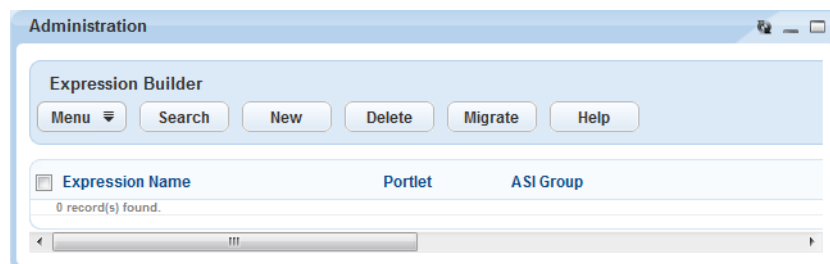 Administration
Expression Builder
Menu Search New Delete Migrate Help
Expression Name Portlet ASI Group
0 record(s) found.